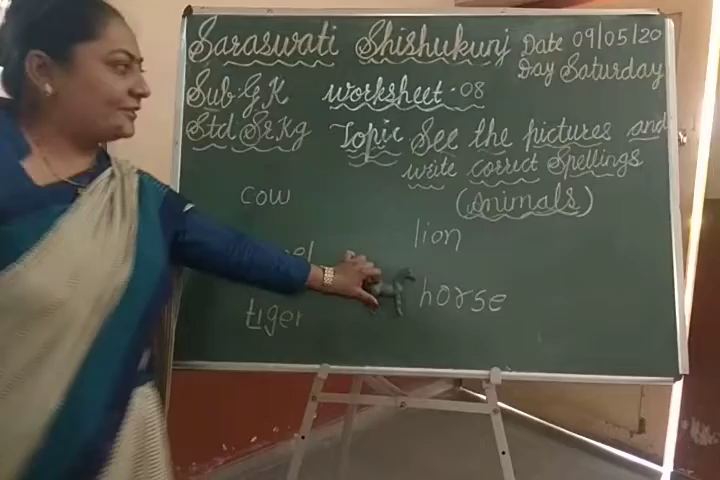 Saraswati Shishukunj Date 09/05/20
Day Saturday
Sub:G.K worksheet-08
Std Sr.Kg Topic See the pictures and
write correct Spellings
(Animals)
cow
lion
horse
tiger